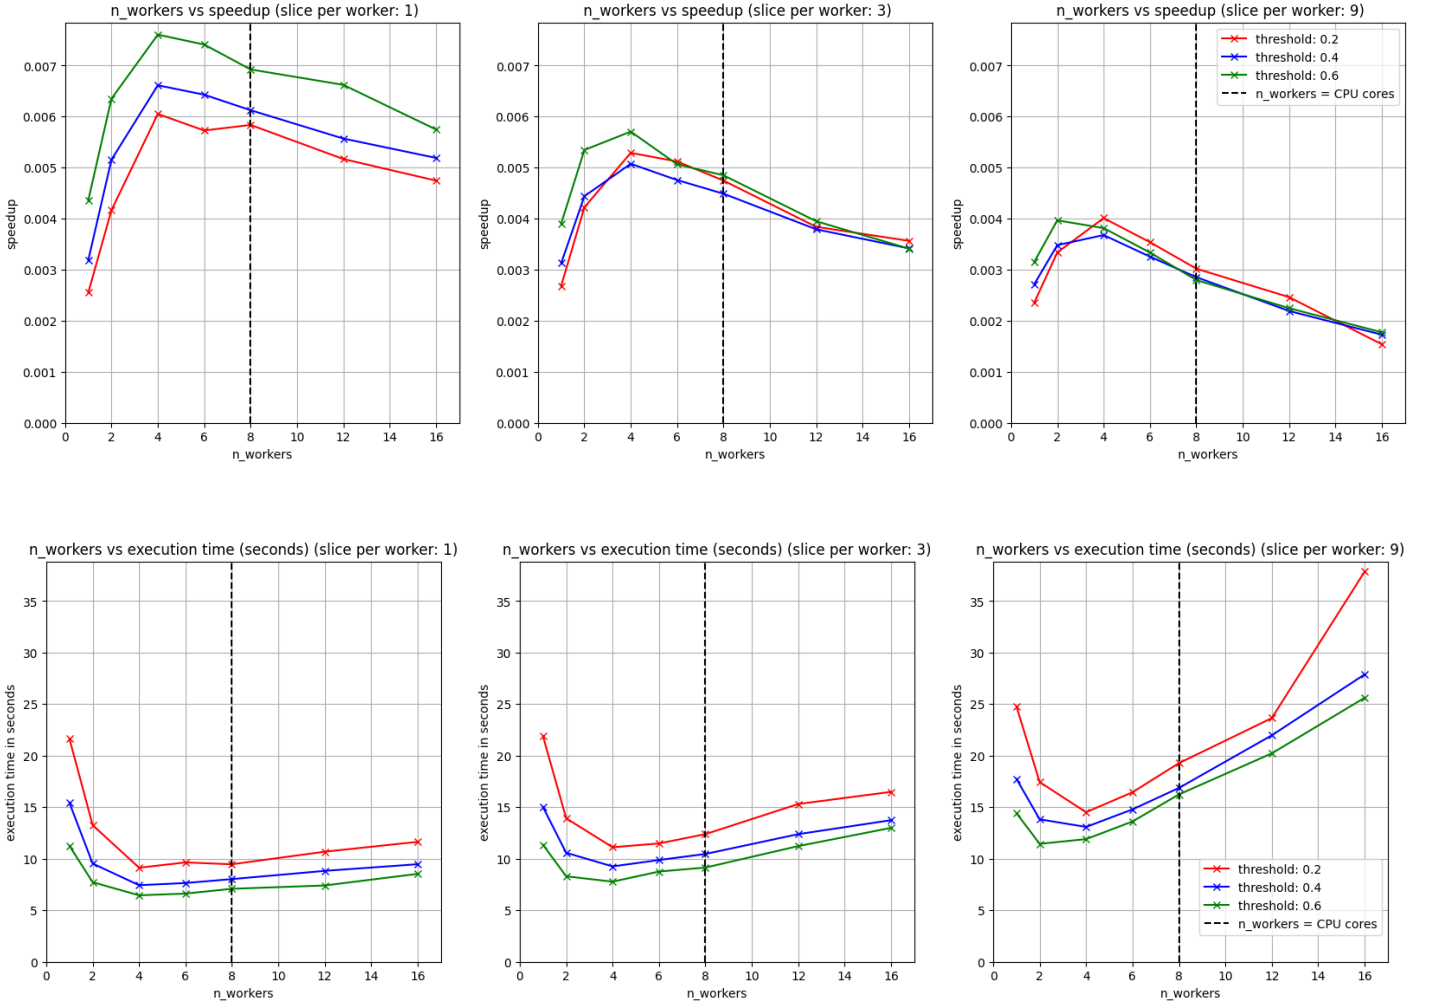 n_workers vs speedup (slice per worker: 1)
speedup
0.007
0.006
0.005
0.004
0.003
0.002
0.001
0.000
0 2 4 6 8 10 12 14 16
n_workers
n_workers vs speedup (slice per worker: 3)
speedup
0.007
0.006
0.005
0.004
0.003
0.002
0.001
0.000
0 2 4 6 8 10 12 14 16
n_workers
n_workers vs speedup (slice per worker: 9)
threshold: 0.2
threshold: 0.4
threshold: 0.6
n_workers = CPU cores
speedup
0.007
0.006
0.005
0.004
0.003
0.002
0.001
0.000
0 2 4 6 8 10 12 14 16
n_workers
n_workers vs execution time (seconds) (slice per worker: 1)
execution time in seconds
35
30
25
20
15
10
5
0
0 2 4 6 8 10 12 14 16
n_workers
n_workers vs execution time (seconds) (slice per worker: 3)
execution time in seconds
35
30
25
20
15
10
5
0
0 2 4 6 8 10 12 14 16
n_workers
n_workers vs execution time (seconds) (slice per worker: 9)
execution time in seconds
35
30
25
20
15
10
5
0
threshold: 0.2
threshold: 0.4
threshold: 0.6
n_workers = CPU cores
0 2 4 6 8 10 12 14 16
n_workers